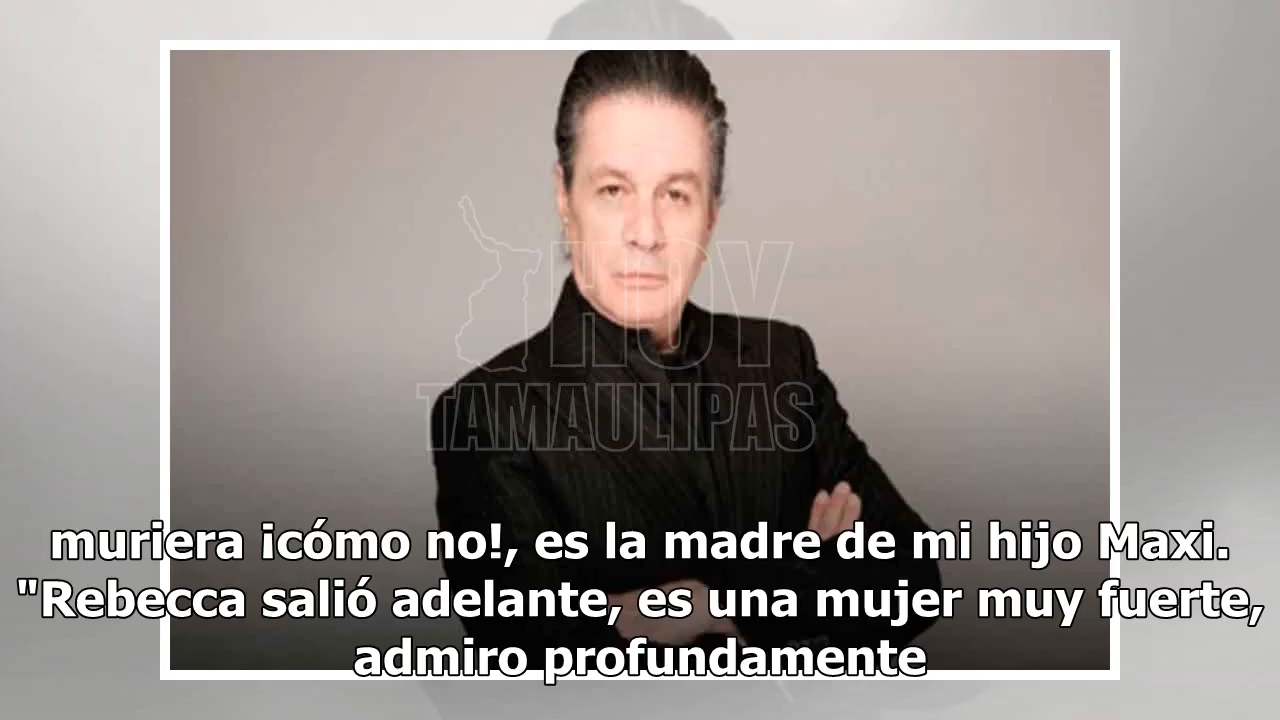 HOY
TAMAULIPAS
muriera ¡cómo no!, es la madre de mi hijo Maxi.
"Rebecca salió adelante, es una mujer muy fuerte,
admiro profundamente